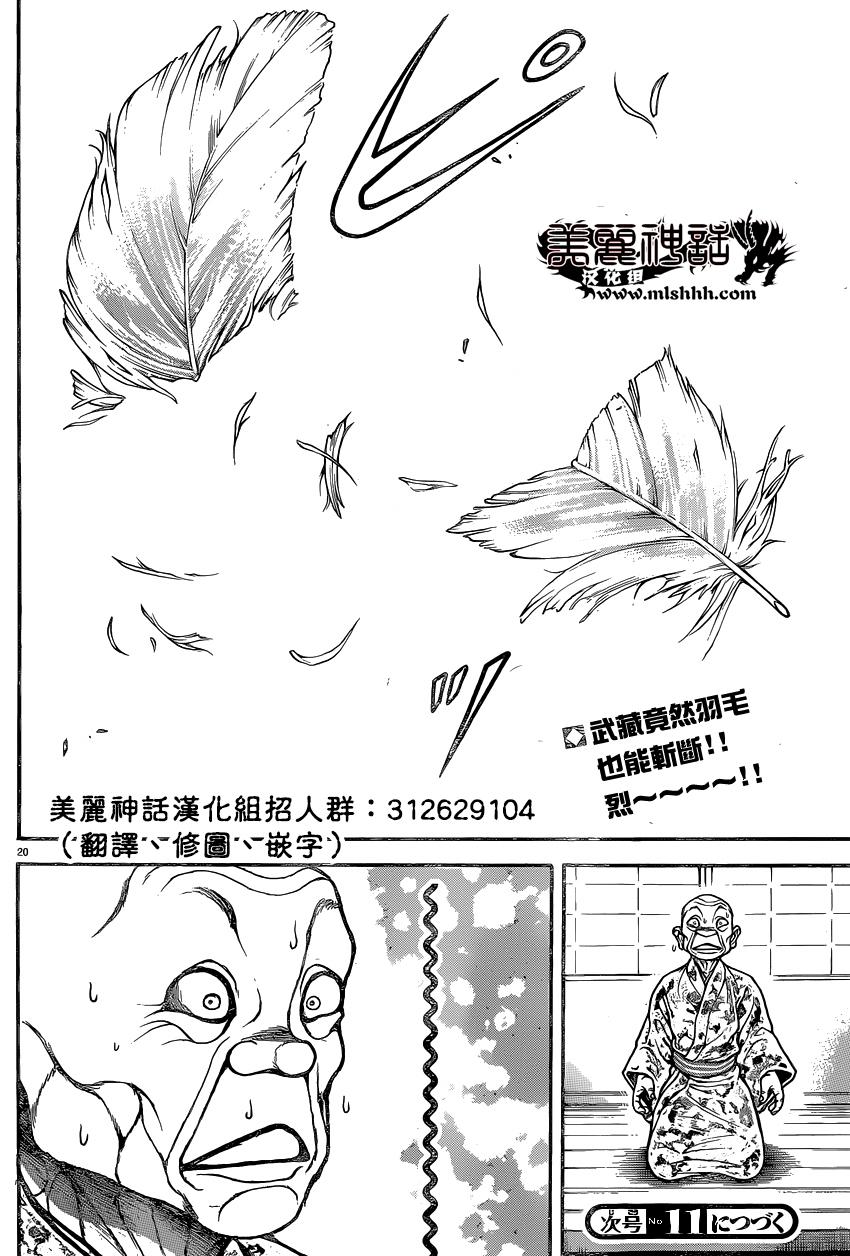 ピッ
美麗神話
汉化组
www.mlshhh.com
武藏竟然羽毛
也能斬斷!!
烈~~~~!!
美麗神話漢化組招人群：312629104
（翻譯、修圖、嵌字）
20
次号No.11につづく